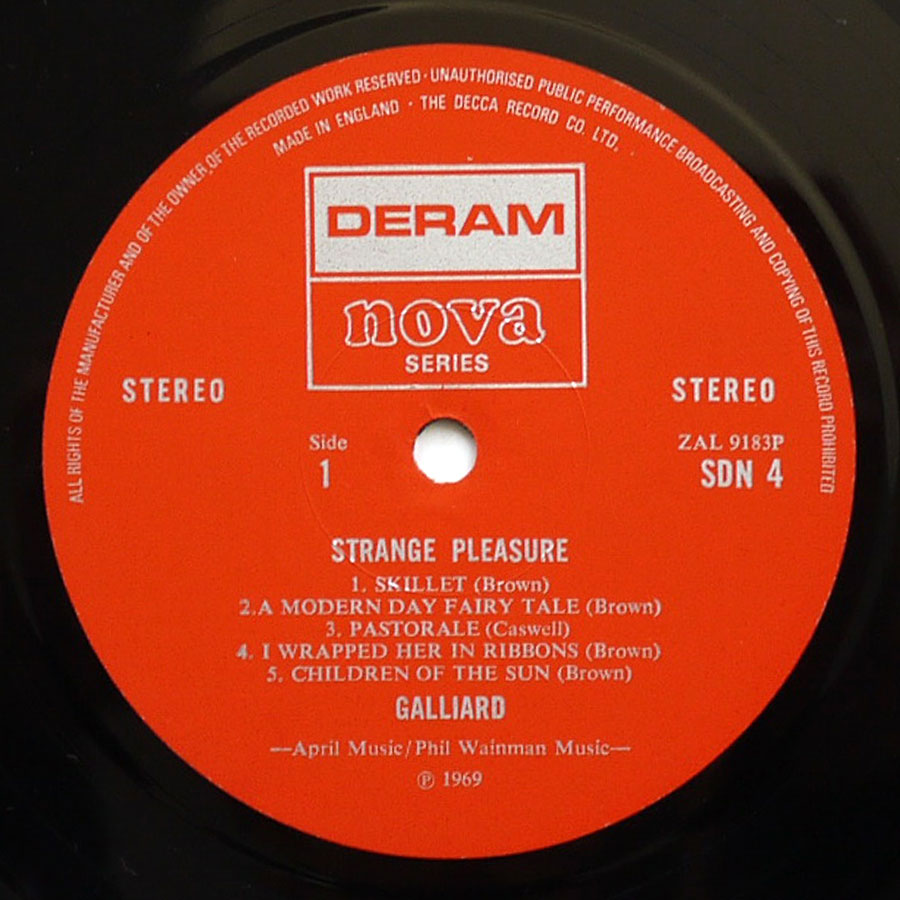 ALL RIGHTS OF THE MANUFACTURER AND OF THE OWNER OF THE RECORDED WORK RESERVED · UNAUTHORISED PUBLIC PERFORMANCE BROADCASTING AND COPYING OF THIS RECORD PROHIBITED
MADE IN ENGLAND · THE DECCA RECORD CO. LTD.
DERAM
nova
SERIES
STEREO STEREO
Side ZAL 9183P
1 SDN 4
STRANGE PLEASURE
1. SKILLET (Brown)
2.A MODERN DAY FAIRY TALE (Brown)
3. PASTORALE (Caswell)
4. I WRAPPED HER IN RIBBONS (Brown)
5. CHILDREN OF THE SUN (Brown)
GALLIARD
—April Music/Phil Wainman Music—
℗ 1969